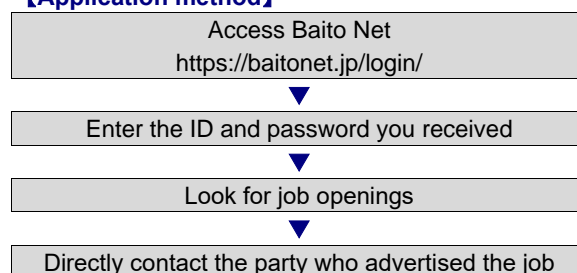 【Application method】
Access Baito Net
https://baitonet.jp/login/
▼
Enter the ID and password you received
▼
Look for job openings
▼
Directly contact the party who advertised the job